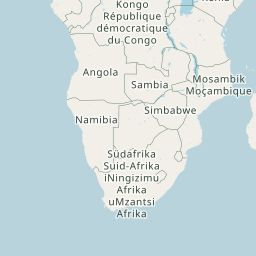 Kongo
République
démocratique
du Congo
Angola
Sambia
Mosambik
Moçambique
Simbabwe
Namibia
Südafrika
Suid-Afrika
iNingizimu
Afrika
uMzantsi
Afrika